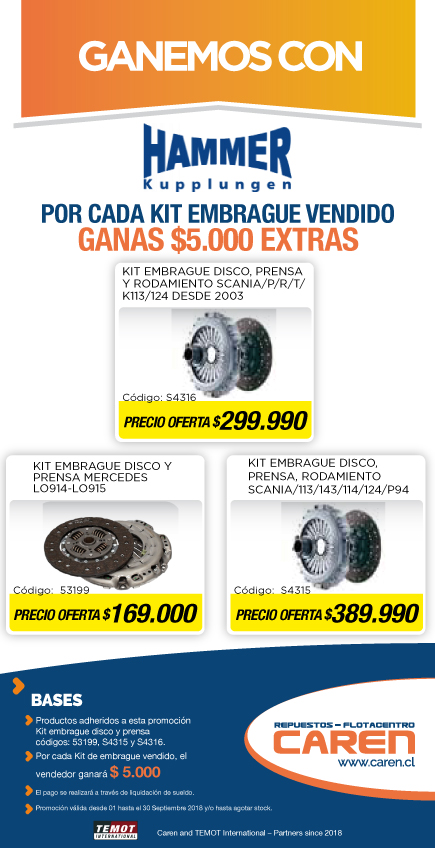 GANEMOS CON
HAMMER
Kupplungen
POR CADA KIT EMBRAGUE VENDIDO
GANAS $5.000 EXTRAS
KIT EMBRAGUE DISCO, PRENSA
Y RODAMIENTO SCANIA/P/R/T/
K113/124 DESDE 2003
Código: S4316
PRECIO OFERTA $299.990
KIT EMBRAGUE DISCO Y
PRENSA MERCEDES
LO914-LO915
Código: 53199
PRECIO OFERTA $169.000
KIT EMBRAGUE DISCO,
PRENSA, RODAMIENTO
SCANIA/113/143/114/124/P94
Código: S4315
PRECIO OFERTA $389.990
BASES
Productos adheridos a esta promoción
Kit embrague disco y prensa
códigos: 53199, S4315 y S4316.
Por cada Kit de embrague vendido, el
vendedor ganará $ 5.000
El pago se realizará a través de liquidación de sueldo.
Promoción válida desde 01 hasta el 30 Septiembre 2018 y/o hasta agotar stock.
REPUESTOS – FLOTACENTRO
CAREN
www.caren.cl
TEMOT
INTERNATIONAL
Caren and TEMOT International – Partners since 2018